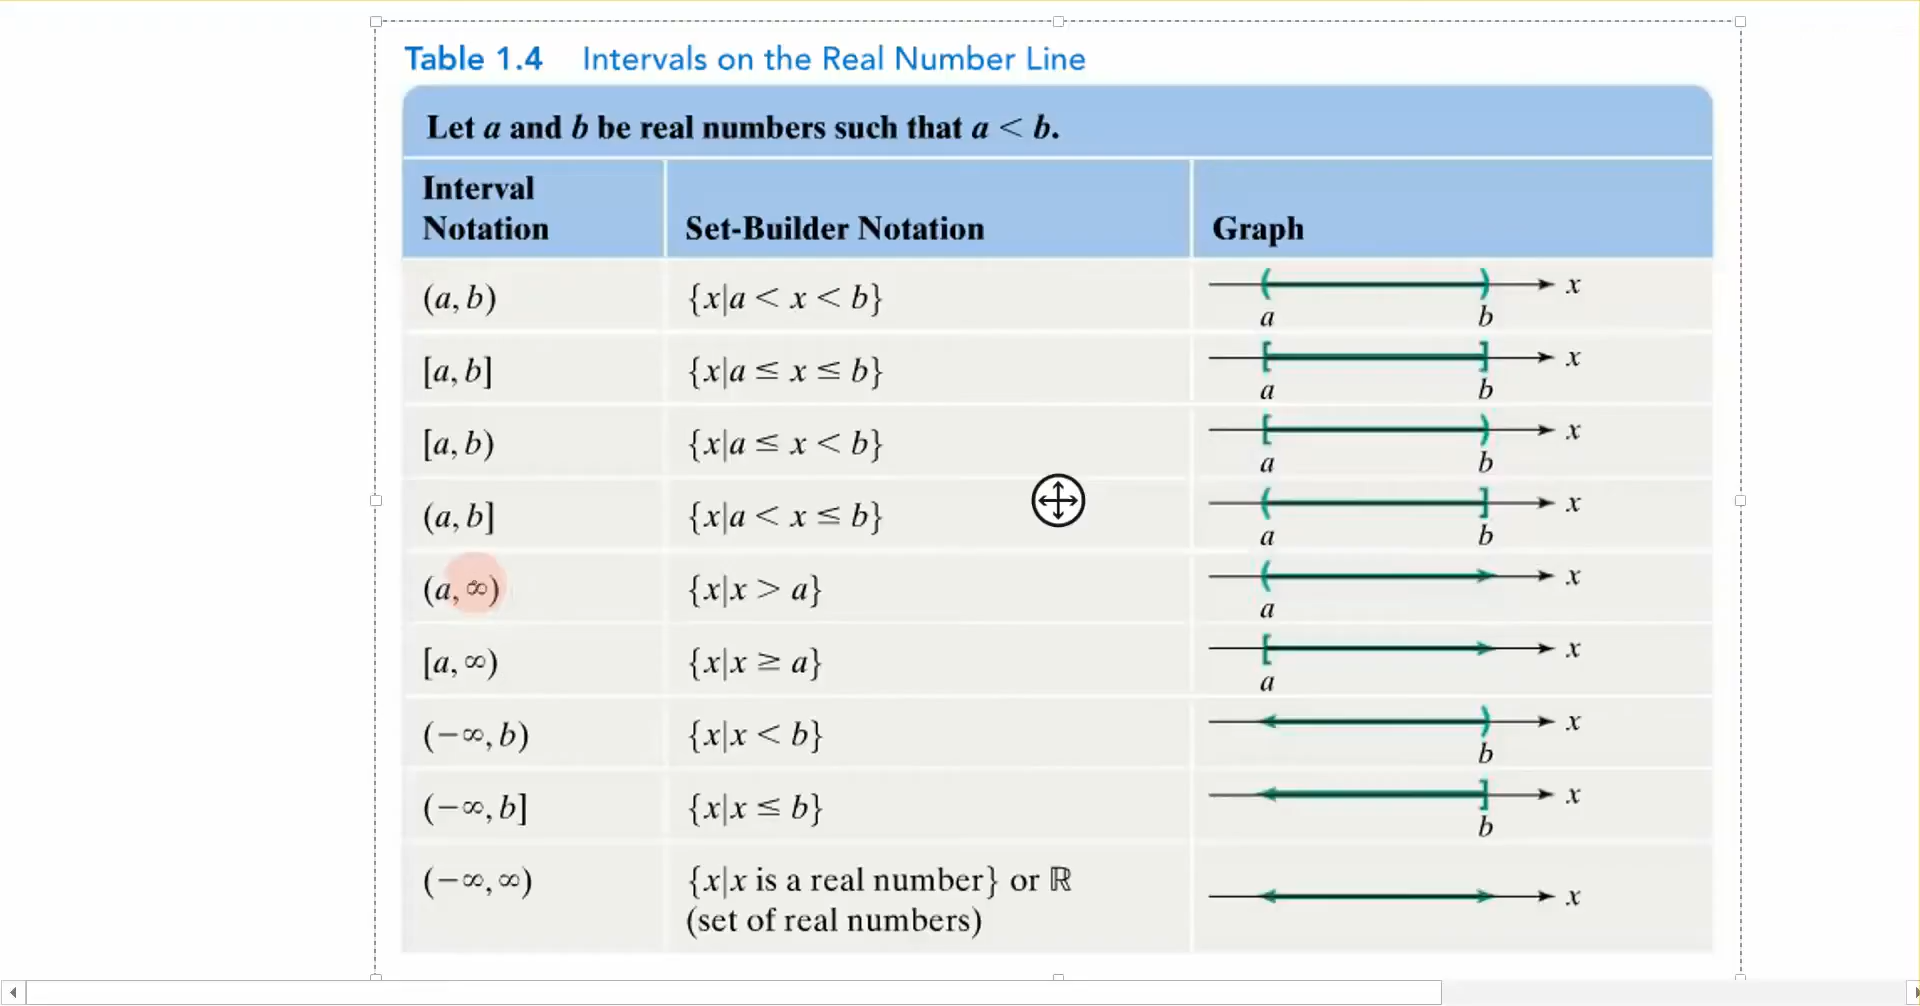 Table 1.4 Intervals on the Real Number Line
Let a and b be real numbers such that a < b.
Interval
Notation
Set-Builder Notation
Graph
(a, b)
{x|a < x < b}
a b x
[a, b]
{x|a ≤ x ≤ b}
a b x
[a, b)
{x|a ≤ x < b}
a b x
(a, b]
{x|a < x ≤ b}
a b x
(a, ∞)
{x|x > a}
a x
[a, ∞)
{x|x ≥ a}
a x
(−∞, b)
{x|x < b}
b x
(−∞, b]
{x|x ≤ b}
b x
(−∞, ∞)
{x|x is a real number} or ℝ
(set of real numbers)
x